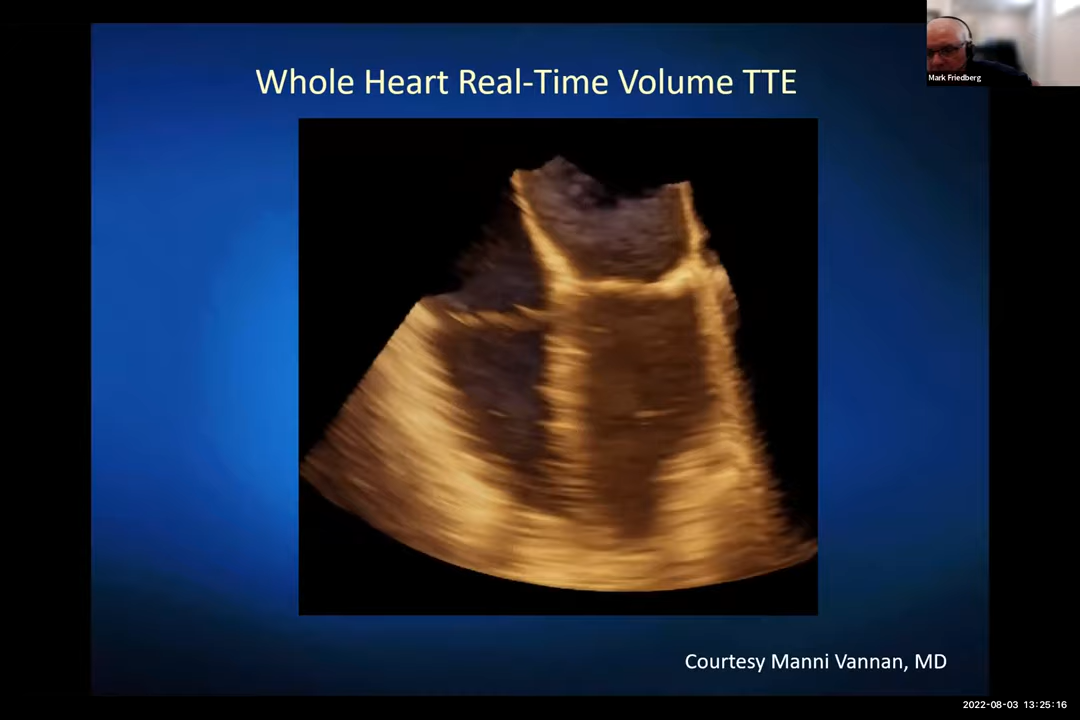 Mark Friedberg
Whole Heart Real-Time Volume TTE
Courtesy Manni Vannan, MD
2022-08-03 13:25:16